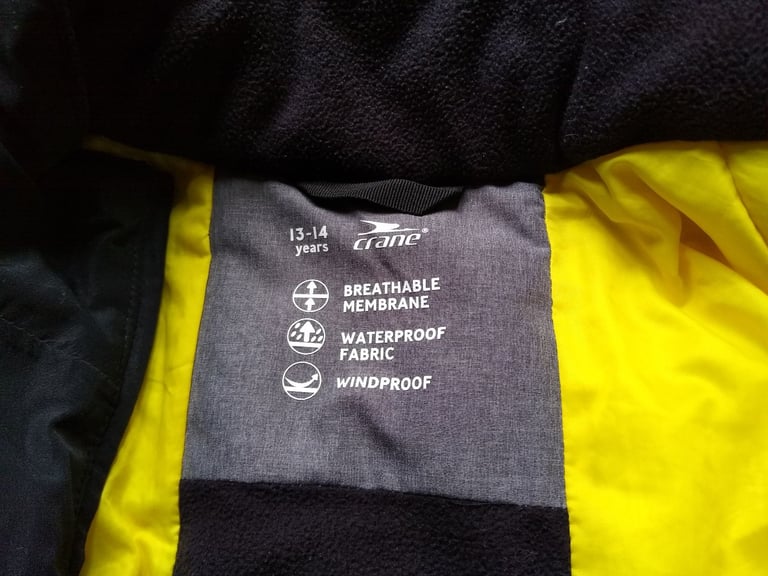 13-14
years
crane®
BREATHABLE
MEMBRANE
WATERPROOF
FABRIC
WINDPROOF